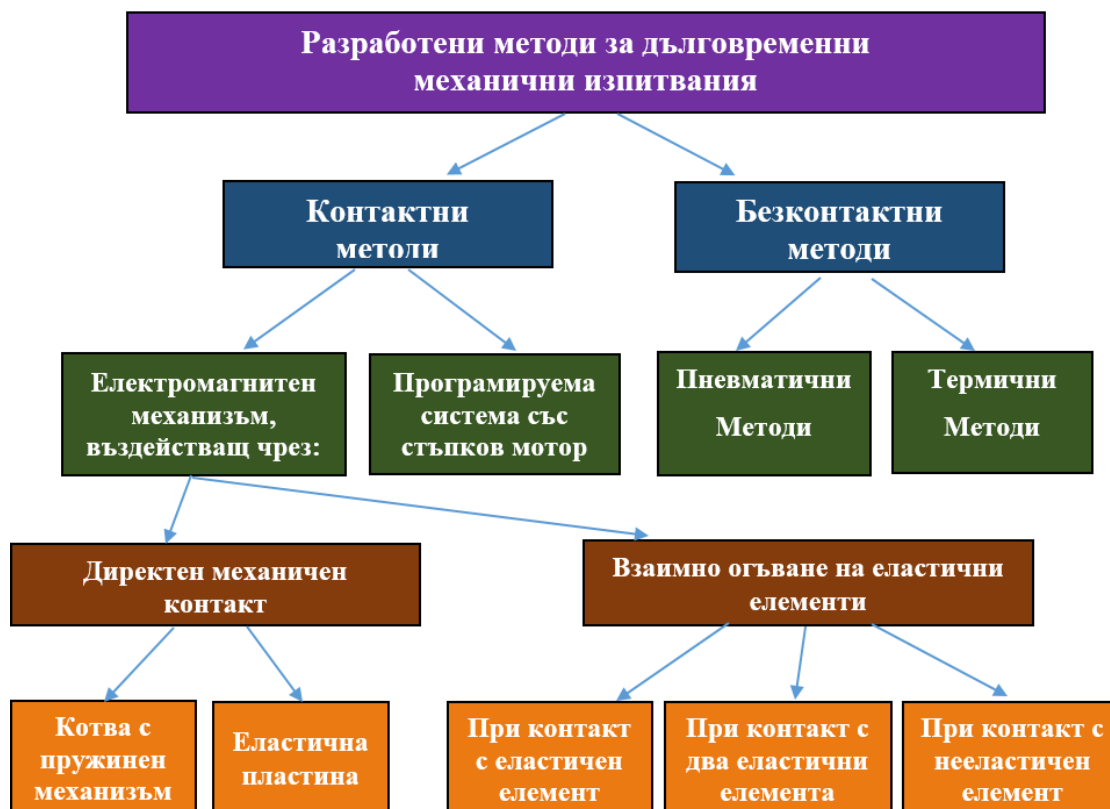 Разработени методи за дълговременни
механични изпитвания
Контактни
методи
Безконтактни
методи
Електромагнитен
механизъм,
въздействащ чрез:
Програмируема
система със
стъпков мотор
Пневматични
Методи
Термични
Методи
Директен механичен
контакт
Взаимно огъване на еластични
елементи
Котва с
пружинен
механизъм
Еластична
пластина
При контакт
с еластичен
елемент
При контакт с
два еластични
елемента
При контакт с
нееластичен
елемент